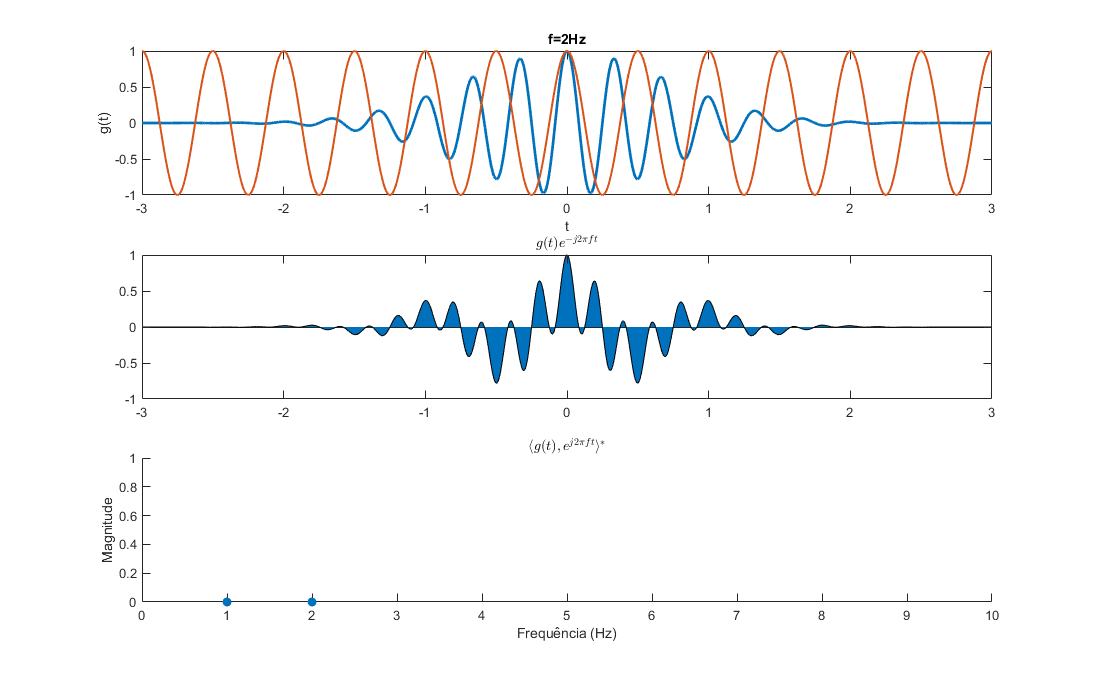 f=2Hz
1
0.5
0
-0.5
-1
g(t)
-3 -2 -1 0 1 2 3
t
g(t)e^{-j2πft}
1
0.5
0
-0.5
-1
-3 -2 -1 0 1 2 3
⟨g(t), e^{j2πft}⟩*
1
0.8
0.6
0.4
0.2
0
Magnitude
0 1 2 3 4 5 6 7 8 9 10
Frequência (Hz)